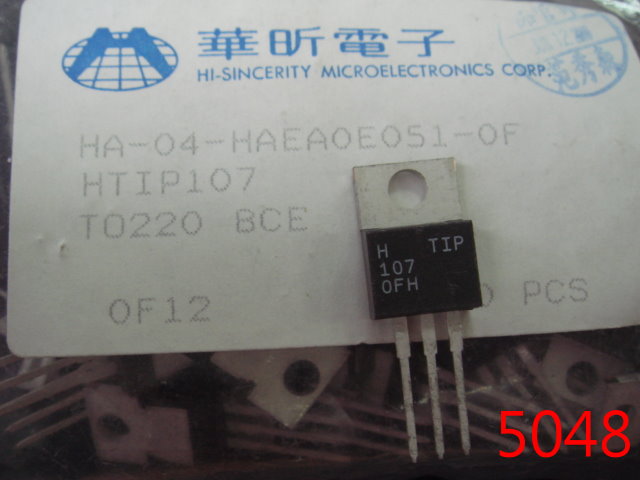 華昕電子
HI-SINCERITY MICROELECTRONICS CORP.
HA-04-HAEA0E051-0F
HTIP107
TO220 BCE
0F12
PCS
H TIP
107
0FH
5048